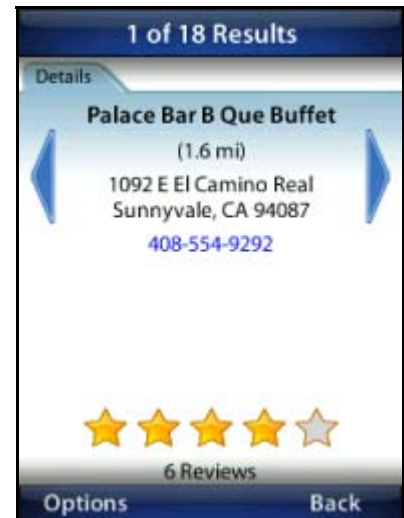 1 of 18 Results
Details
Palace Bar B Que Buffet
(1.6 mi)
1092 E El Camino Real
Sunnyvale, CA 94087
408-554-9292
6 Reviews
Options Back